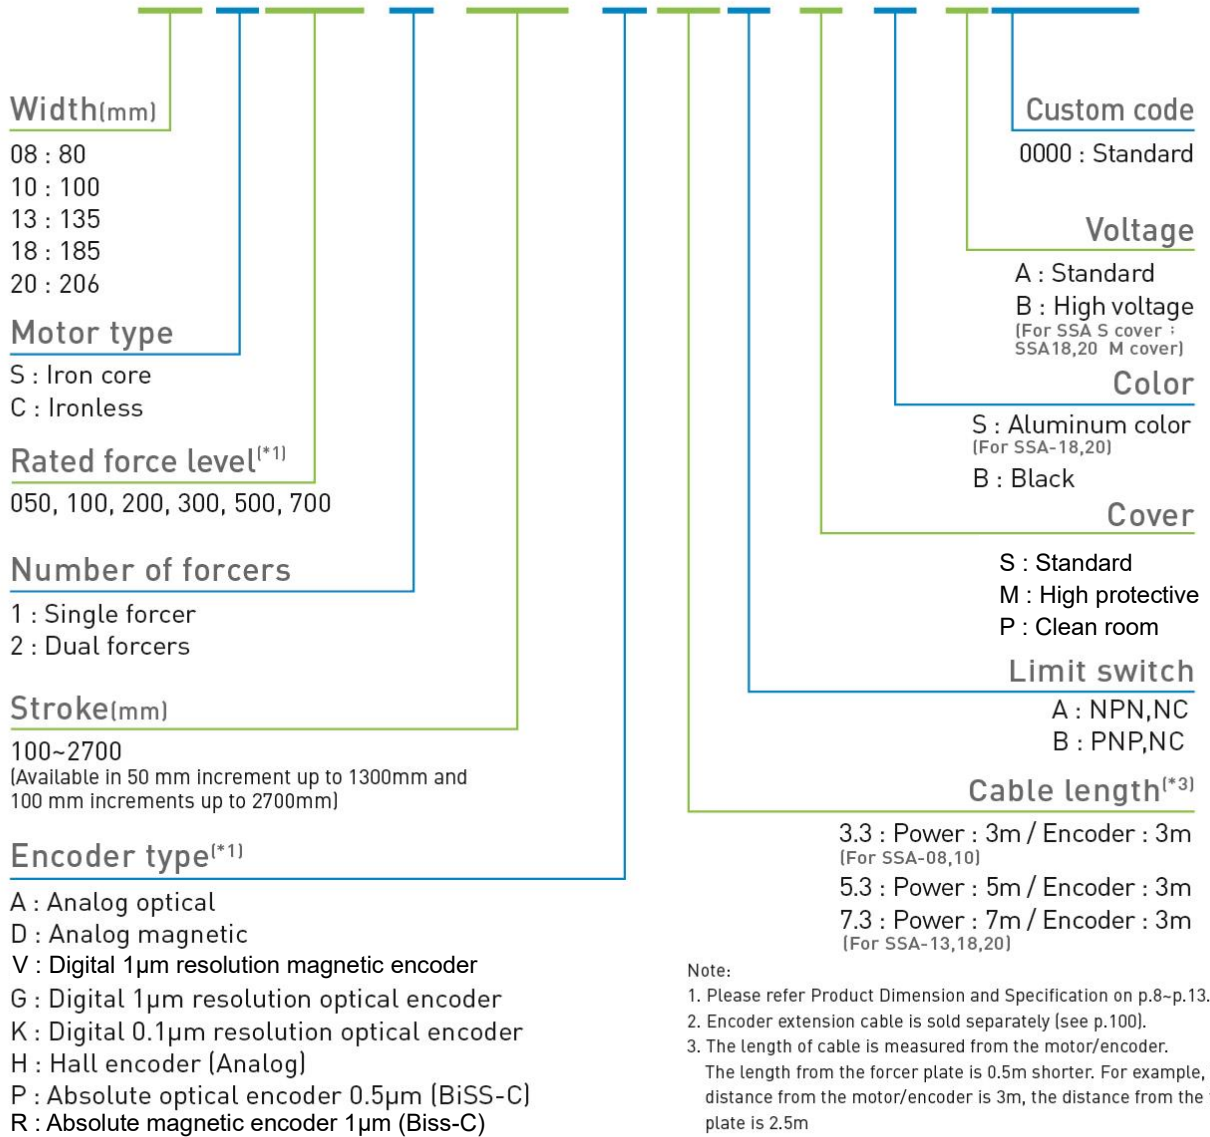 Width(mm)
08 : 80
10 : 100
13 : 135
18 : 185
20 : 206
Motor type
S : Iron core
C : Ironless
Rated force level(*1)
050, 100, 200, 300, 500, 700
Number of forcers
1 : Single forcer
2 : Dual forcers
Stroke(mm)
100~2700
(Available in 50 mm increment up to 1300mm and
100 mm increments up to 2700mm)
Encoder type(*1)
A : Analog optical
D : Analog magnetic
V : Digital 1µm resolution magnetic encoder
G : Digital 1µm resolution optical encoder
K : Digital 0.1µm resolution optical encoder
H : Hall encoder (Analog)
P : Absolute optical encoder 0.5µm (BiSS-C)
R : Absolute magnetic encoder 1µm (Biss-C)
Custom code
0000 : Standard
Voltage
A : Standard
B : High voltage
(For SSA S cover ;
SSA18,20 M cover)
Color
S : Aluminum color
(For SSA-18,20)
B : Black
Cover
S : Standard
M : High protective
P : Clean room
Limit switch
A : NPN,NC
B : PNP,NC
Cable length(*3)
3.3 : Power : 3m / Encoder : 3m
(For SSA-08,10)
5.3 : Power : 5m / Encoder : 3m
7.3 : Power : 7m / Encoder : 3m
(For SSA-13,18,20)
Note:
1. Please refer Product Dimension and Specification on p.8~p.13.
2. Encoder extension cable is sold separately (see p.100).
3. The length of cable is measured from the motor/encoder.
The length from the forcer plate is 0.5m shorter. For example,
distance from the motor/encoder is 3m, the distance from the
plate is 2.5m